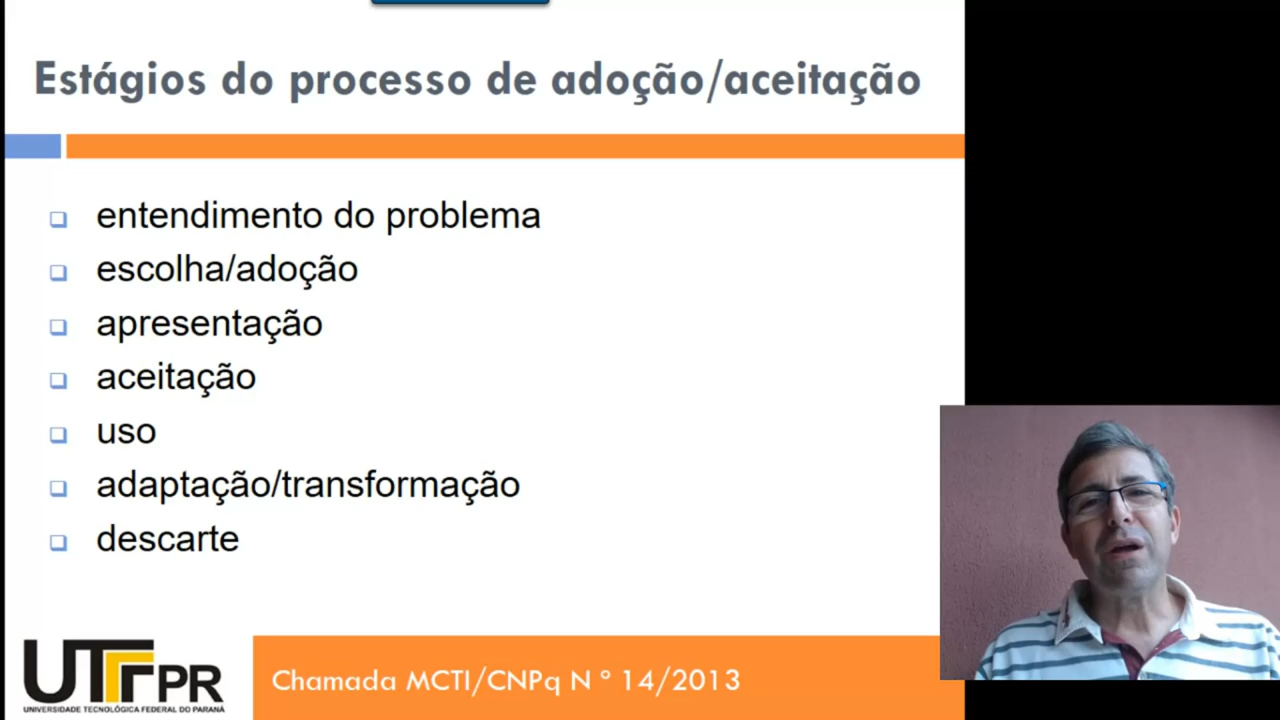 Estágios do processo de adoção/aceitação
entendimento do problema
escolha/adoção
apresentação
aceitação
uso
adaptação/transformação
descarte
UTFPR
UNIVERSIDADE TECNOLÓGICA FEDERAL DO PARANÁ
Chamada MCTI/CNPq N º 14/2013